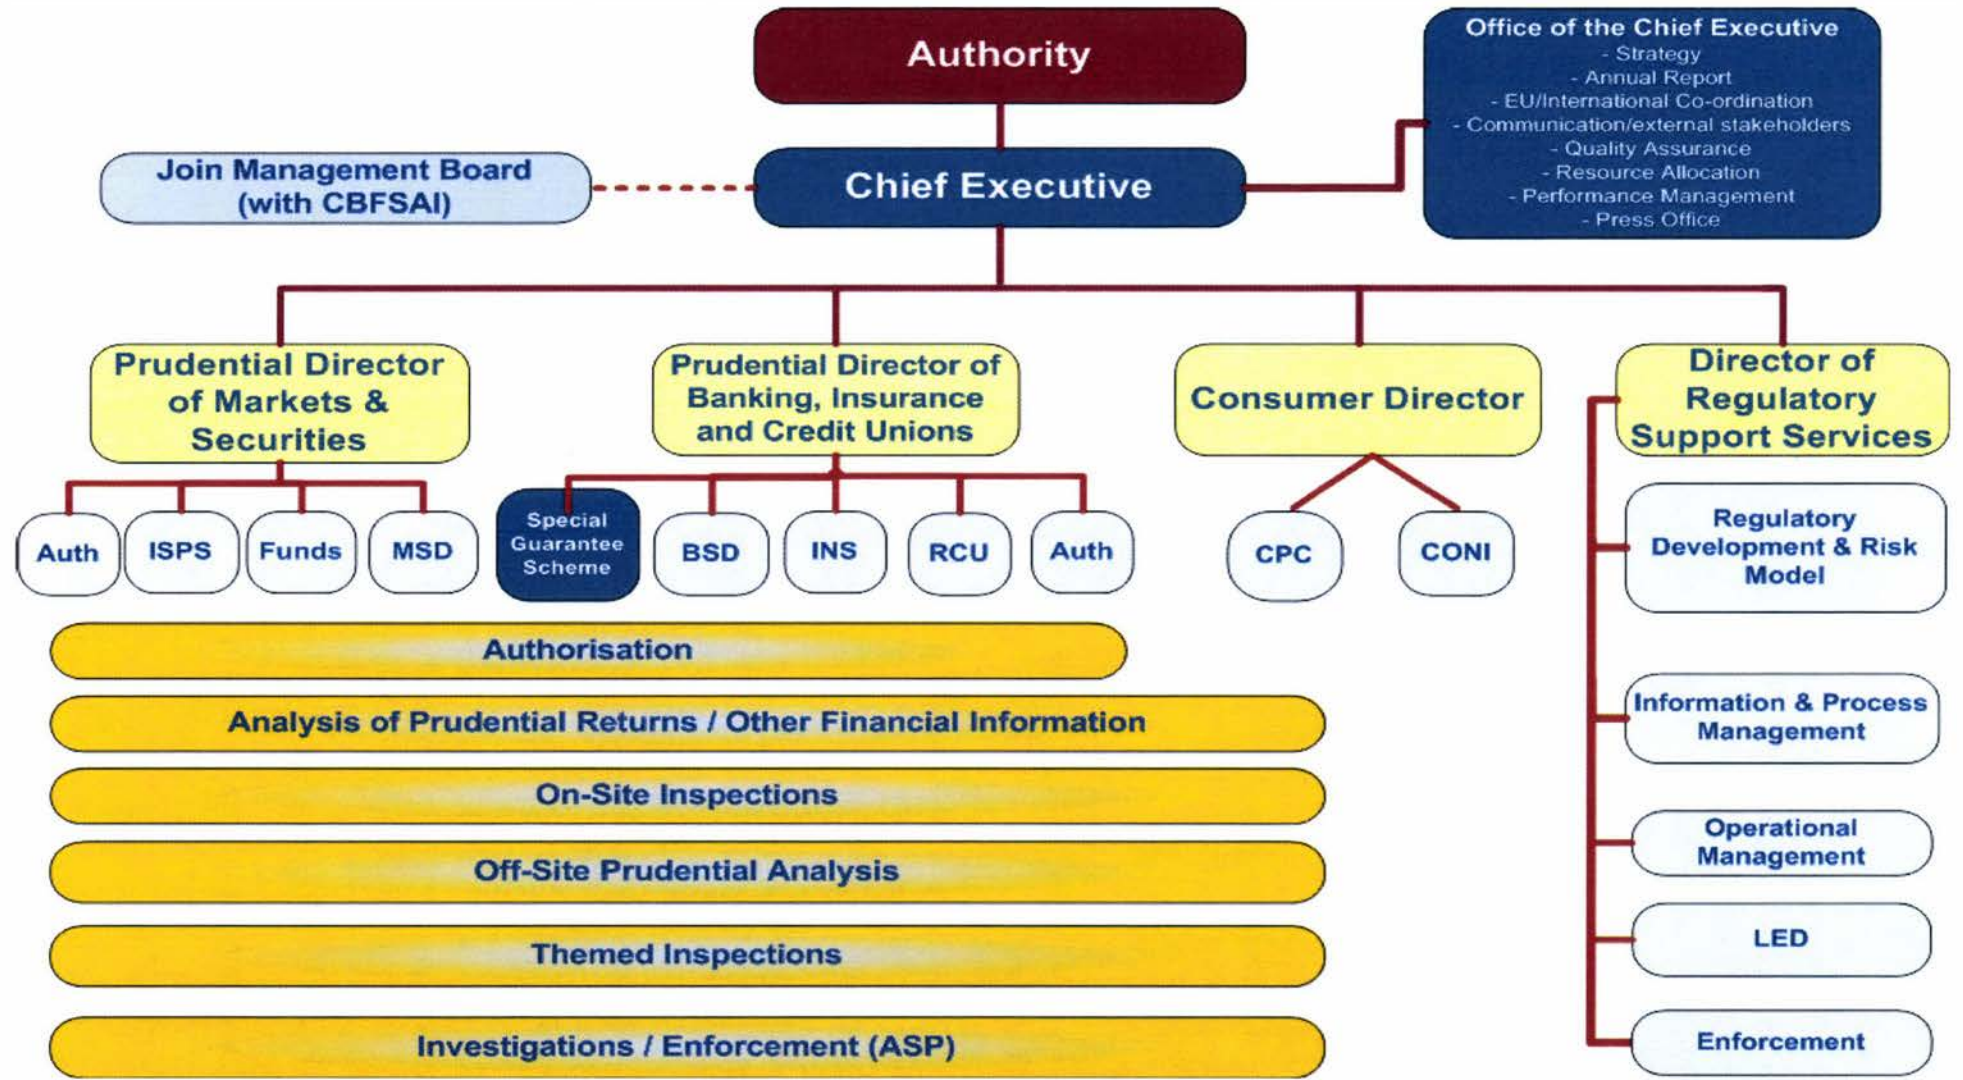 Authority
Office of the Chief Executive
- Strategy
- Annual Report
- EU/International Co-ordination
- Communication/external stakeholders
- Quality Assurance
- Resource Allocation
- Performance Management
- Press Office
Join Management Board
(with CBFSAI)
Chief Executive
Prudential Director
of Markets &
Securities
Prudential Director of
Banking, Insurance
and Credit Unions
Consumer Director
Director of
Regulatory
Support Services
Auth
ISPS
Funds
MSD
Special
Guarantee
Scheme
BSD
INS
RCU
Auth
CPC
CONI
Regulatory
Development & Risk
Model
Information & Process
Management
Operational
Management
LED
Enforcement
Authorisation
Analysis of Prudential Returns / Other Financial Information
On-Site Inspections
Off-Site Prudential Analysis
Themed Inspections
Investigations / Enforcement (ASP)